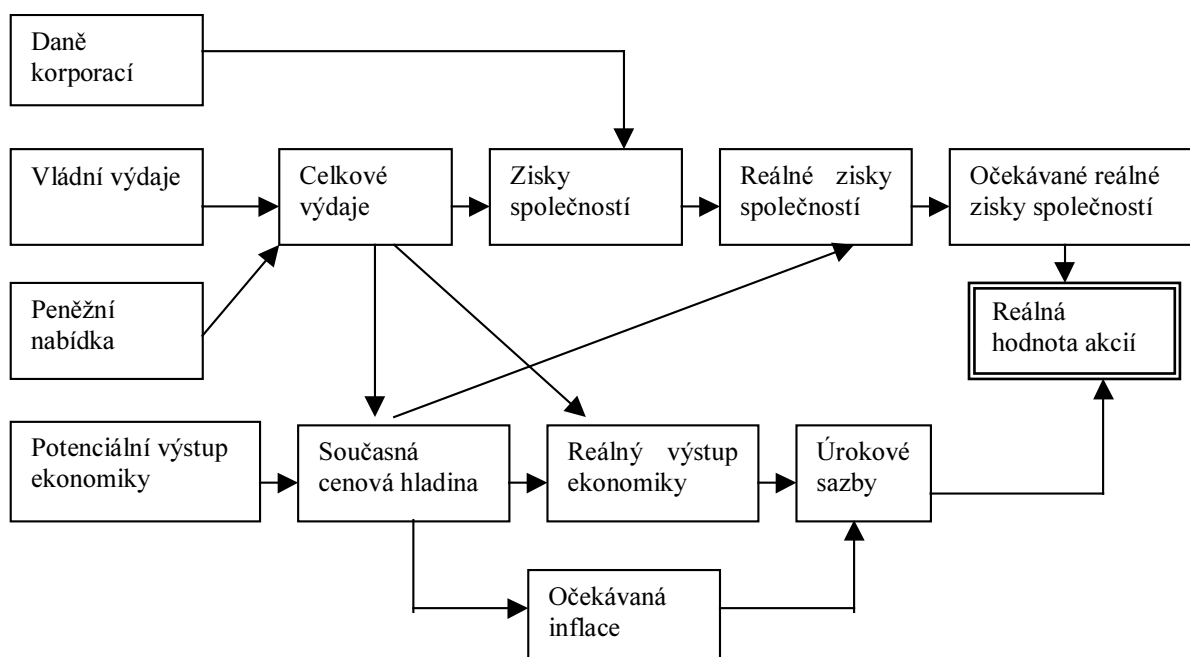 Daně
korporací
Vládní výdaje
Celkové
výdaje
Zisky
společností
Reálné zisky
společností
Očekávané reálné
zisky společností
Peněžní
nabídka
Reálná
hodnota akcií
Potenciální výstup
ekonomiky
Současná
cenová hladina
Reálný výstup
ekonomiky
Úrokové
sazby
Očekávaná
inflace